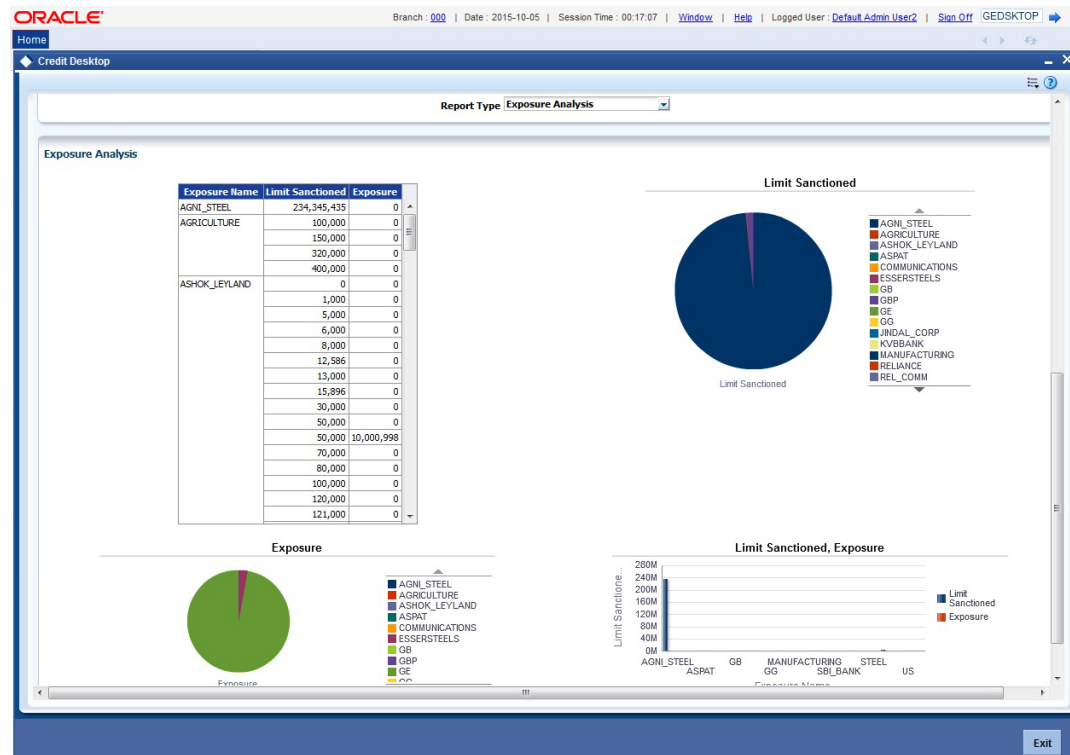 ORACLE
Branch : 000 | Date : 2015-10-05 | Session Time : 00:17:07 | Window | Help | Logged User : Default Admin User2 | Sign Off GEDSKTOP
Home
Credit Desktop
Report Type Exposure Analysis
Exposure Analysis
Exposure Name Limit Sanctioned Exposure
AGNI_STEEL 234,345,435 0
AGRICULTURE 100,000 0
150,000 0
320,000 0
400,000 0
ASHOK_LEYLAND 0 0
1,000 0
5,000 0
6,000 0
8,000 0
12,586 0
13,000 0
15,896 0
30,000 0
50,000 0
50,000 10,000,998
70,000 0
80,000 0
100,000 0
120,000 0
121,000 0
Limit Sanctioned
AGNI_STEEL
AGRICULTURE
ASHOK_LEYLAND
ASPAT
COMMUNICATIONS
ESSERSTEELS
GB
GBP
GE
GG
JINDAL_CORP
KVBBANK
MANUFACTURING
RELIANCE
REL_COMM
Limit Sanctioned
Exposure
AGNI_STEEL
AGRICULTURE
ASHOK_LEYLAND
ASPAT
COMMUNICATIONS
ESSERSTEELS
GB
GBP
GE
GG
Exposure
Limit Sanctioned, Exposure
Limit Sanctione...
280M
240M
200M
160M
120M
80M
40M
0M
AGNI_STEEL GB MANUFACTURING STEEL
ASPAT GG SBI_BANK US
Exposure Name
Limit
Sanctioned
Exposure
Exit